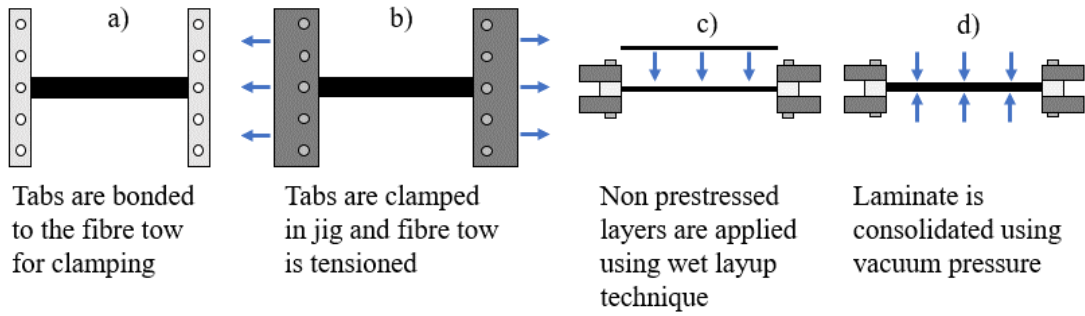 a)
Tabs are bonded
to the fibre tow
for clamping
b)
Tabs are clamped
in jig and fibre tow
is tensioned
c)
Non prestressed
layers are applied
using wet layup
technique
d)
Laminate is
consolidated using
vacuum pressure